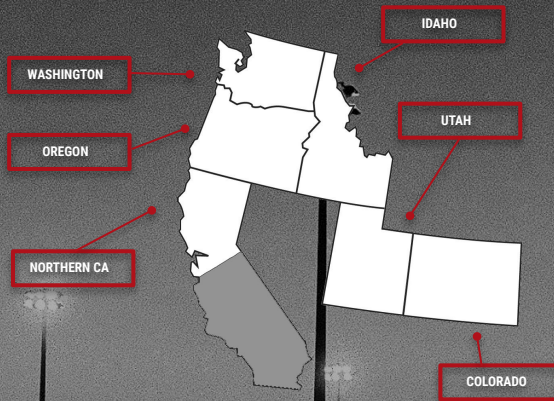 IDAHO
WASHINGTON
UTAH
OREGON
NORTHERN CA
COLORADO